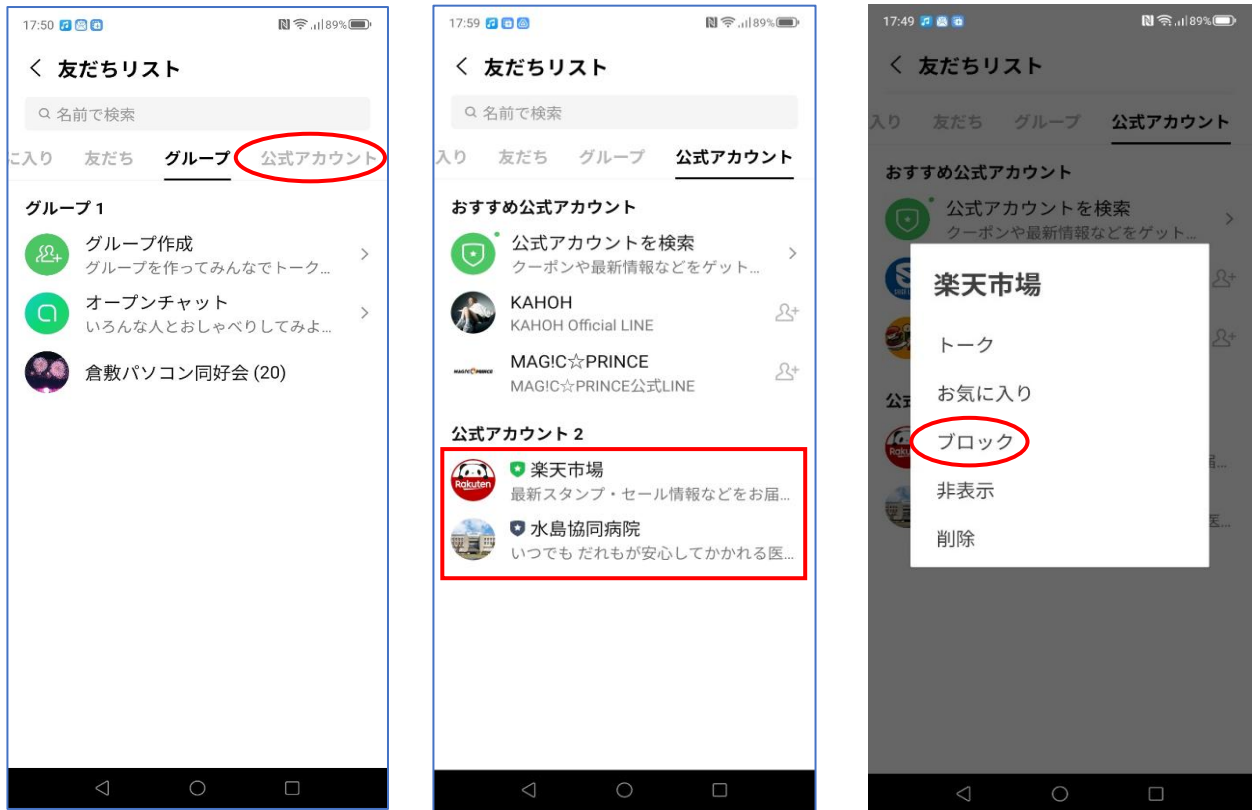 17:50
89%
友だちリスト
名前で検索
に入り 友だち グループ 公式アカウント
グループ 1
グループ作成
グループを作ってみんなでトーク...
オープンチャット
いろんな人とおしゃべりしてみよ...
倉敷パソコン同好会 (20)
17:59
89%
友だちリスト
名前で検索
入り 友だち グループ 公式アカウント
おすすめ公式アカウント
公式アカウントを検索
クーポンや最新情報などをゲット...
KAHOH
KAHOH Official LINE
MAG!C☆PRINCE
MAG!C☆PRINCE公式LINE
公式アカウント 2
Rakuten
楽天市場
最新スタンプ・セール情報などをお届...
水島協同病院
いつでも だれもが安心してかかれる医...
17:49
89%
友だちリスト
入り 友だち グループ 公式アカウント
おすすめ公式アカウント
公式アカウントを検索
クーポンや最新情報などをゲット...
楽天市場
トーク
お気に入り
ブロック
非表示
削除